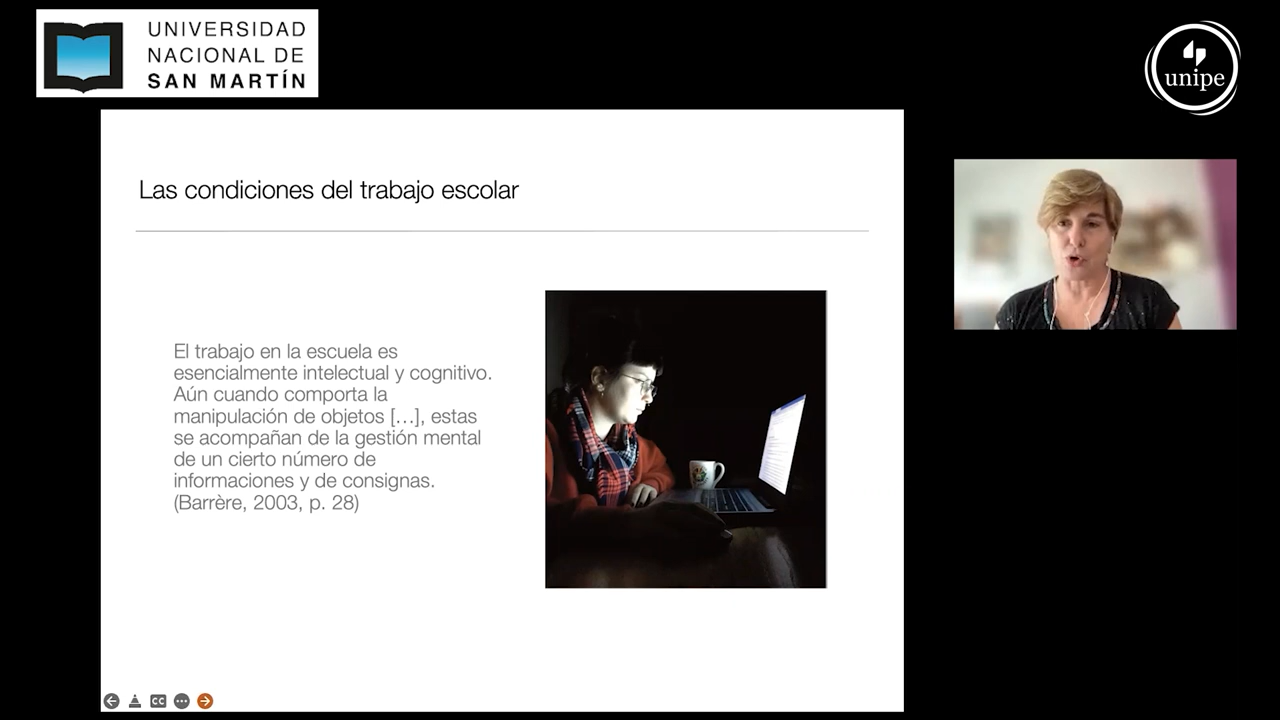 UNIVERSIDAD
NACIONAL DE
SAN MARTÍN
unipe
Las condiciones del trabajo escolar
El trabajo en la escuela es
esencialmente intelectual y cognitivo.
Aún cuando comporta la
manipulación de objetos [...], estas
se acompañan de la gestión mental
de un cierto número de
informaciones y de consignas.
(Barrère, 2003, p. 28)
CC